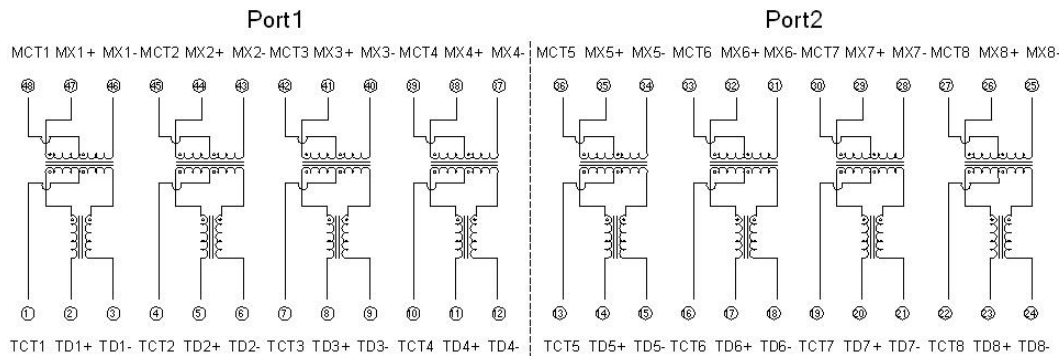 Port1 Port2
MCT1 MX1+ MX1- MCT2 MX2+ MX2- MCT3 MX3+ MX3- MCT4 MX4+ MX4- MCT5 MX5+ MX5- MCT6 MX6+ MX6- MCT7 MX7+ MX7- MCT8 MX8+ MX8-
48 47 46 45 44 43 42 41 40 39 38 37 36 35 34 33 32 31 30 29 28 27 26 25
1 2 3 4 5 6 7 8 9 10 11 12 13 14 15 16 17 18 19 20 21 22 23 24
TCT1 TD1+ TD1- TCT2 TD2+ TD2- TCT3 TD3+ TD3- TCT4 TD4+ TD4- TCT5 TD5+ TD5- TCT6 TD6+ TD6- TCT7 TD7+ TD7- TCT8 TD8+ TD8-